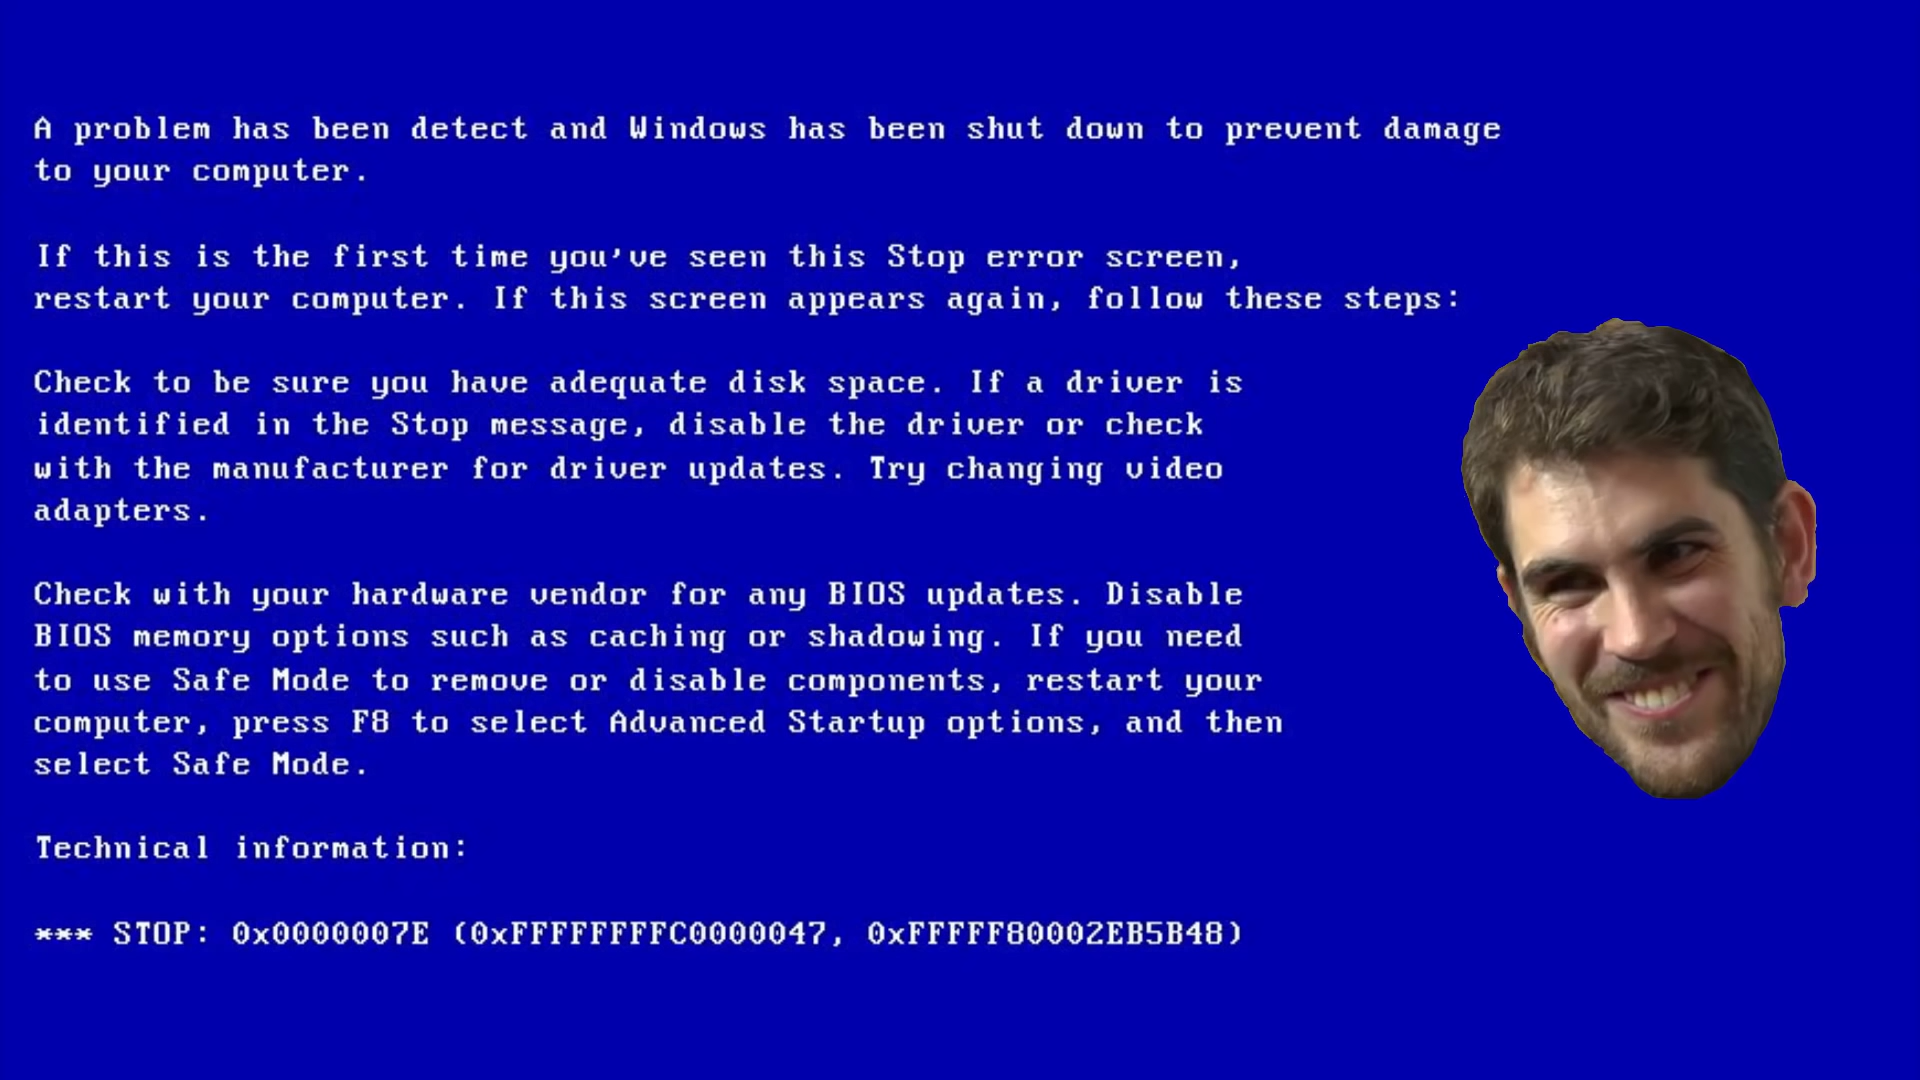 A problem has been detect and Windows has been shut down to prevent damage
to your computer.
If this is the first time you've seen this Stop error screen,
restart your computer. If this screen appears again, follow these steps:
Check to be sure you have adequate disk space. If a driver is
identified in the Stop message, disable the driver or check
with the manufacturer for driver updates. Try changing video
adapters.
Check with your hardware vendor for any BIOS updates. Disable
BIOS memory options such as caching or shadowing. If you need
to use Safe Mode to remove or disable components, restart your
computer, press F8 to select Advanced Startup options, and then
select Safe Mode.
Technical information:
*** STOP: 0x0000007E (0xFFFFFFFFC0000047, 0xFFFFF80002EB5B48)